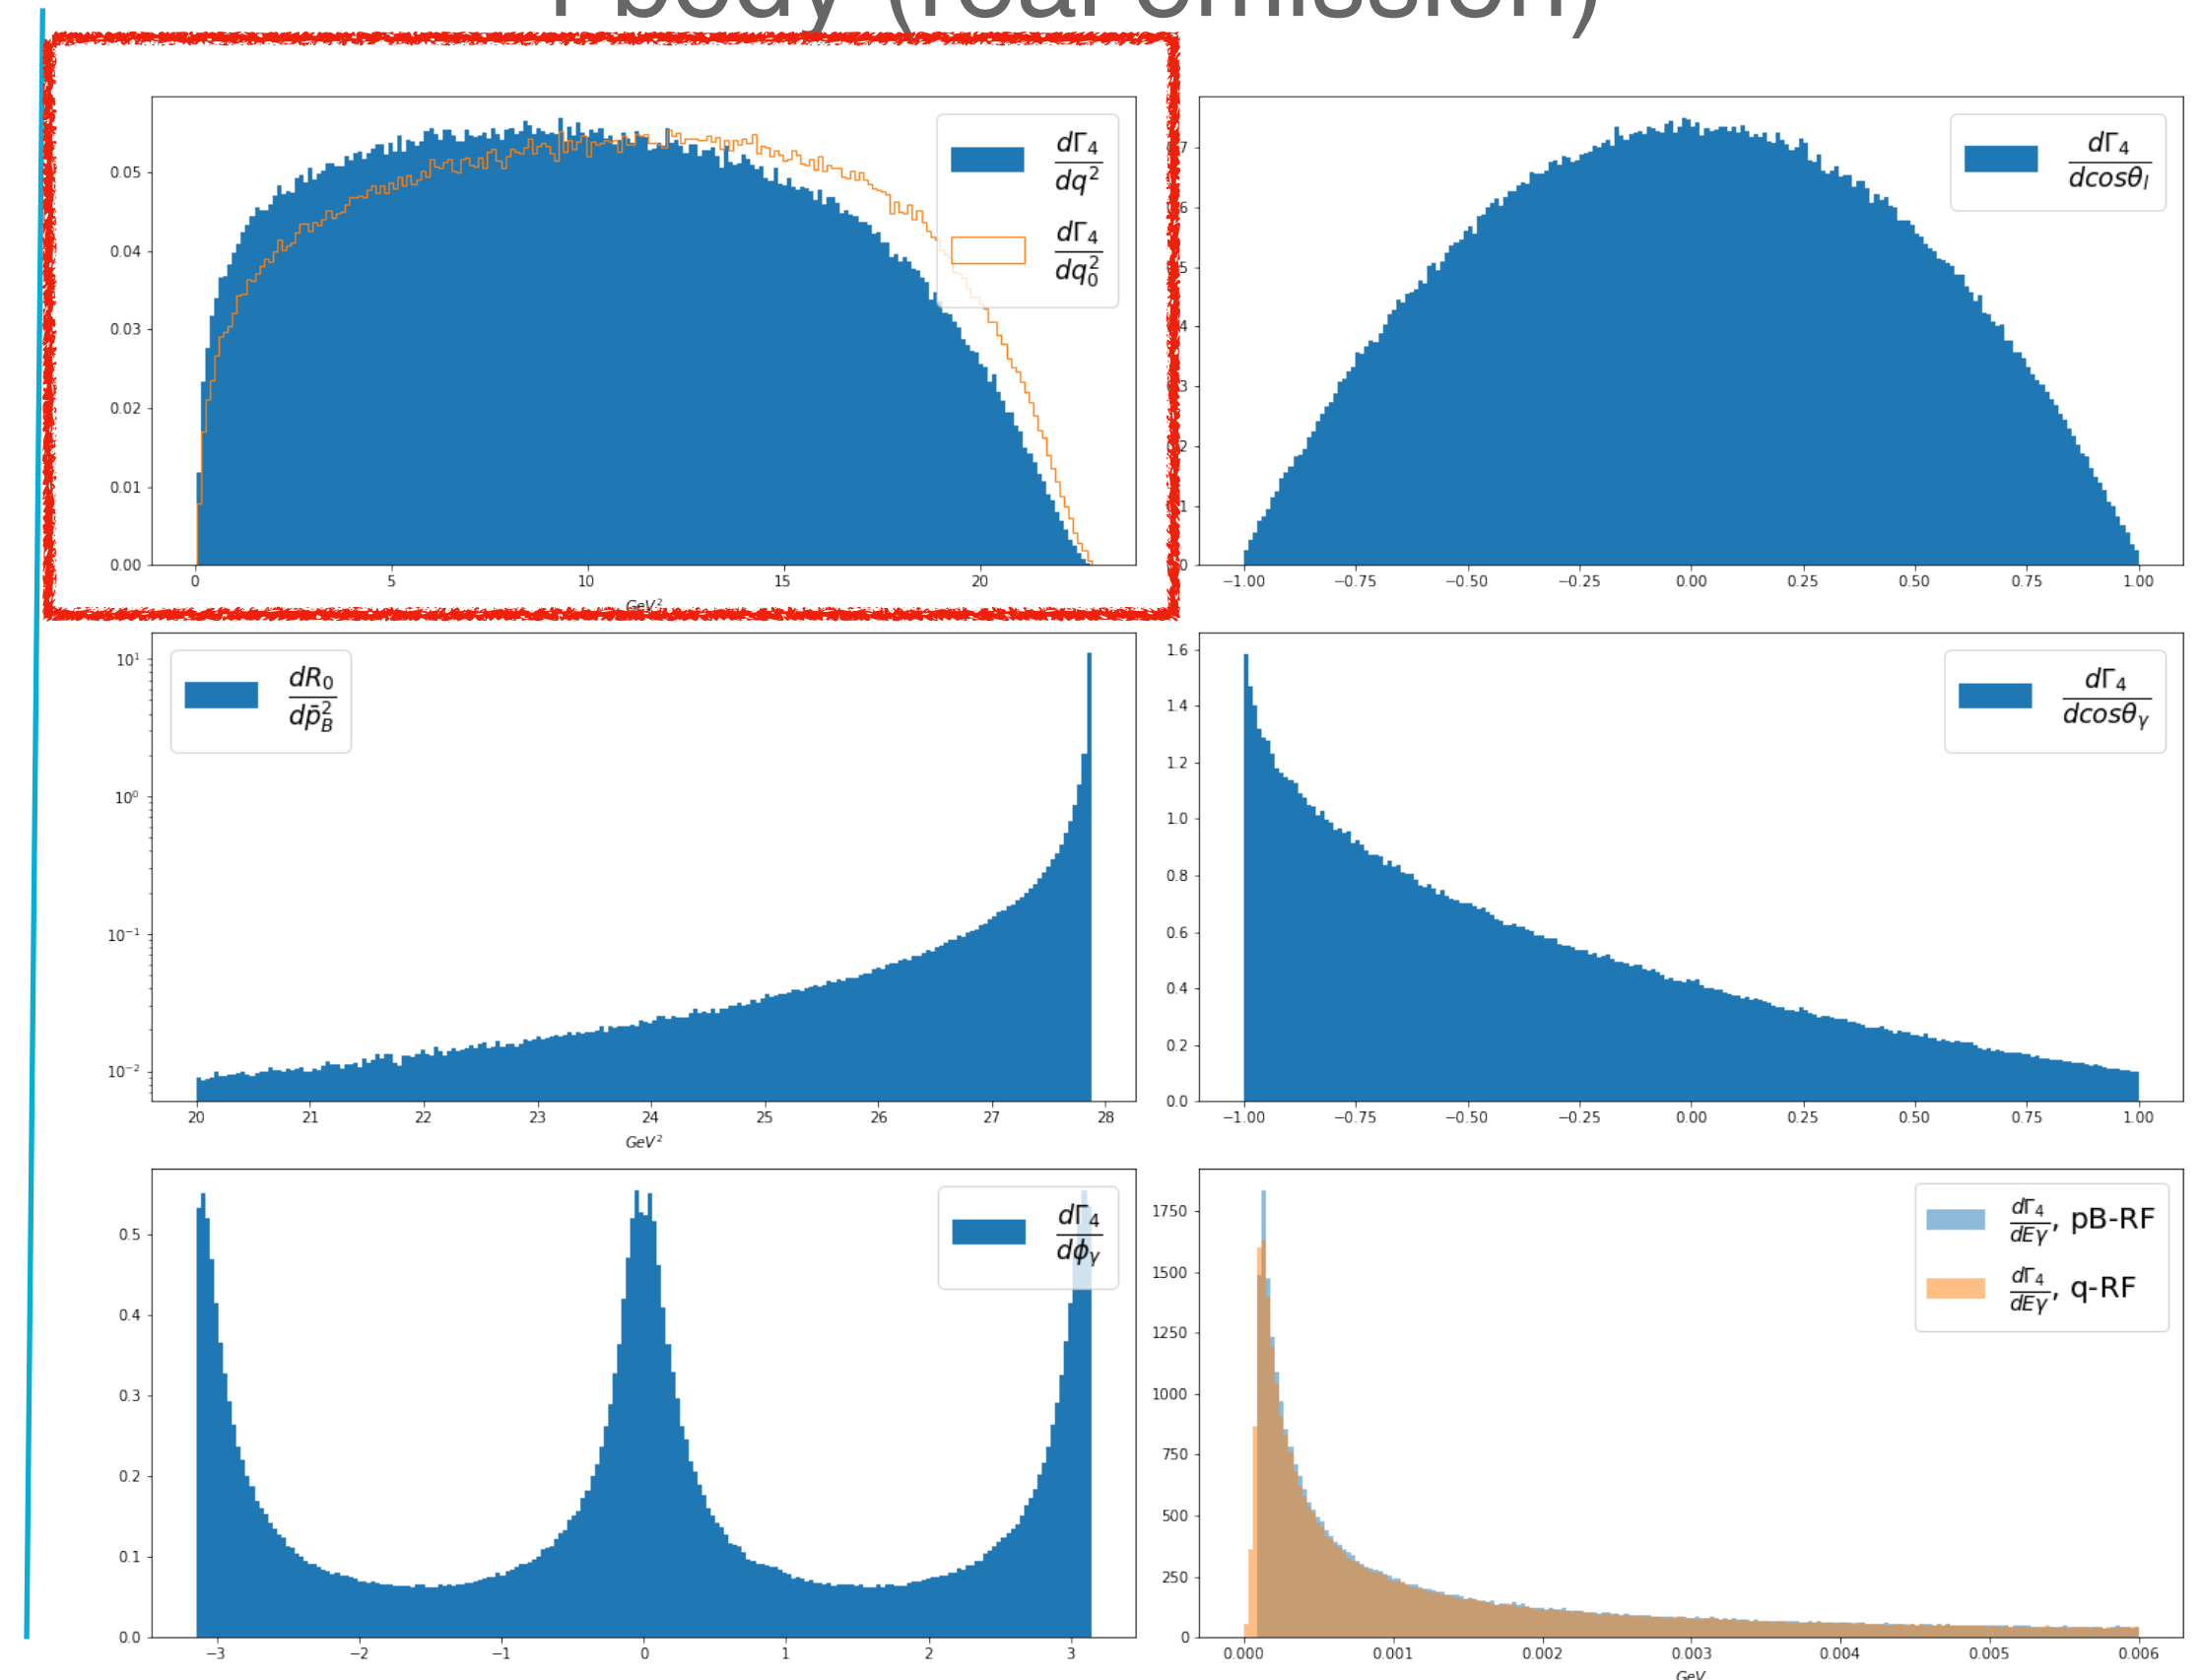 body (real emission)
dΓ₄/dq²
dΓ₄/dq₀²
0.05
0.04
0.03
0.02
0.01
0.00
0 5 10 15 20
GeV²
dΓ₄/dcosθ_l
−1.00 −0.75 −0.50 −0.25 0.00 0.25 0.50 0.75 1.00
dR₀/dp̄_B²
10¹
10⁰
10⁻¹
10⁻²
20 21 22 23 24 25 26 27 28
GeV²
dΓ₄/dcosθ_γ
1.6
1.4
1.2
1.0
0.8
0.6
0.4
0.2
0.0
−1.00 −0.75 −0.50 −0.25 0.00 0.25 0.50 0.75 1.00
dΓ₄/dϕ_γ
0.5
0.4
0.3
0.2
0.1
0.0
−3 −2 −1 0 1 2 3
dΓ₄/dEγ, pB-RF
dΓ₄/dEγ, q-RF
1750
1500
1250
1000
750
500
250
0
0.000 0.001 0.002 0.003 0.004 0.005 0.006
GeV